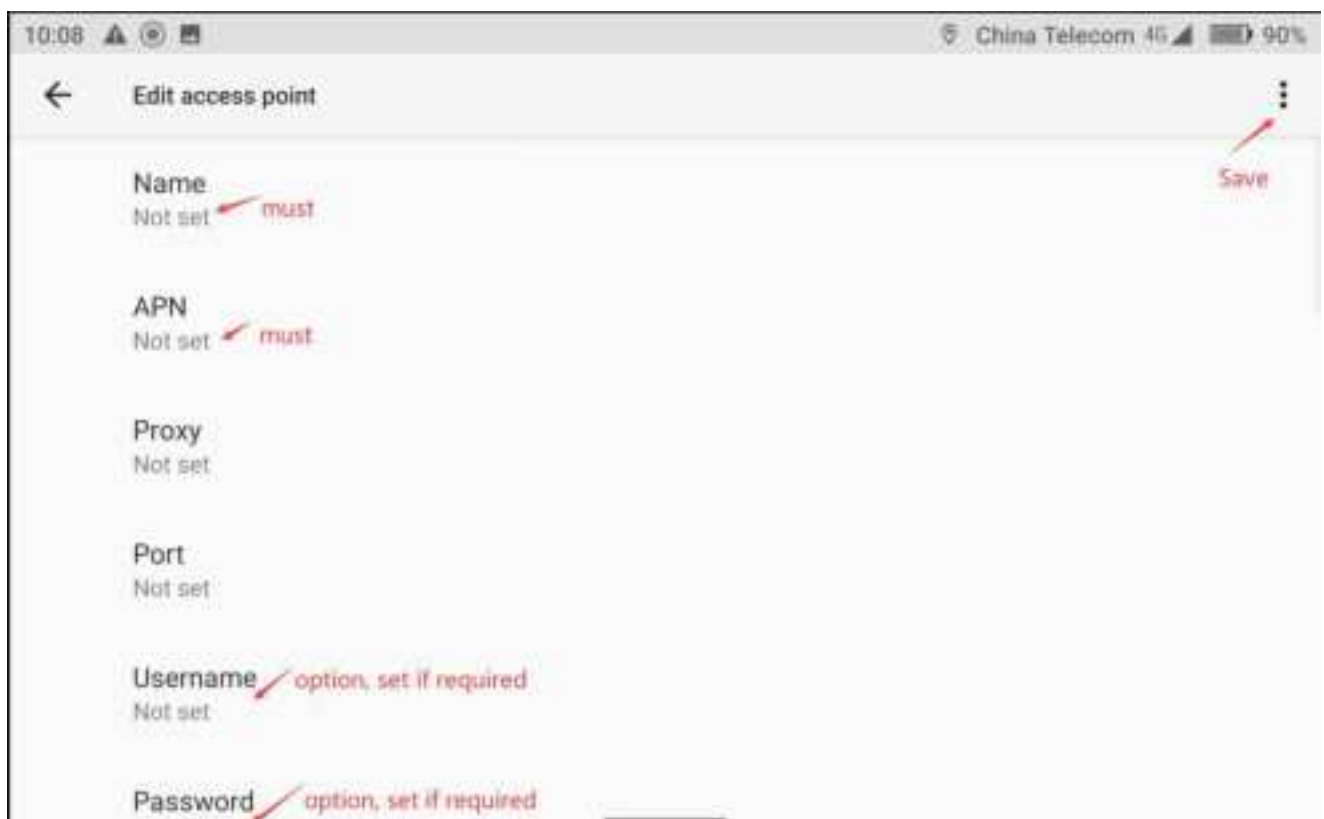 10:08 China Telecom 4G 90%
Edit access point
Save
Name
Not set must
APN
Not set must
Proxy
Not set
Port
Not set
Username option, set if required
Not set
Password option, set if required